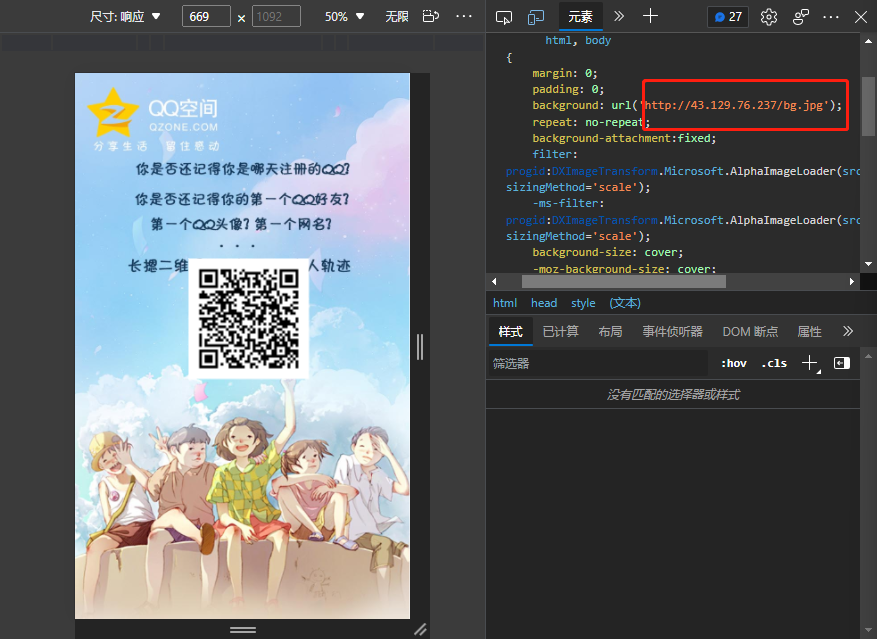 尺寸: 响应 ▼ 669 × 1092 50% ▼ 无限 ···
元素 » 27
QQ空间
QZONE.COM
分享生活 留住感动
你是否还记得你是哪天注册的QQ?
你是否还记得你的第一个QQ好友?
第一个QQ头像? 第一个网名?
· · ·
长摁二维
人轨迹
html, body
{
margin: 0;
padding: 0;
background: url('http://43.129.76.237/bg.jpg');
repeat: no-repeat;
background-attachment:fixed;
filter:
progid:DXImageTransform.Microsoft.AlphaImageLoader(src
sizingMethod='scale');
-ms-filter:
progid:DXImageTransform.Microsoft.AlphaImageLoader(src
sizingMethod='scale');
background-size: cover;
-moz-background-size: cover;
html head style (文本)
样式 已计算 布局 事件侦听器 DOM 断点 属性 »
筛选器 :hov .cls
没有匹配的选择器或样式